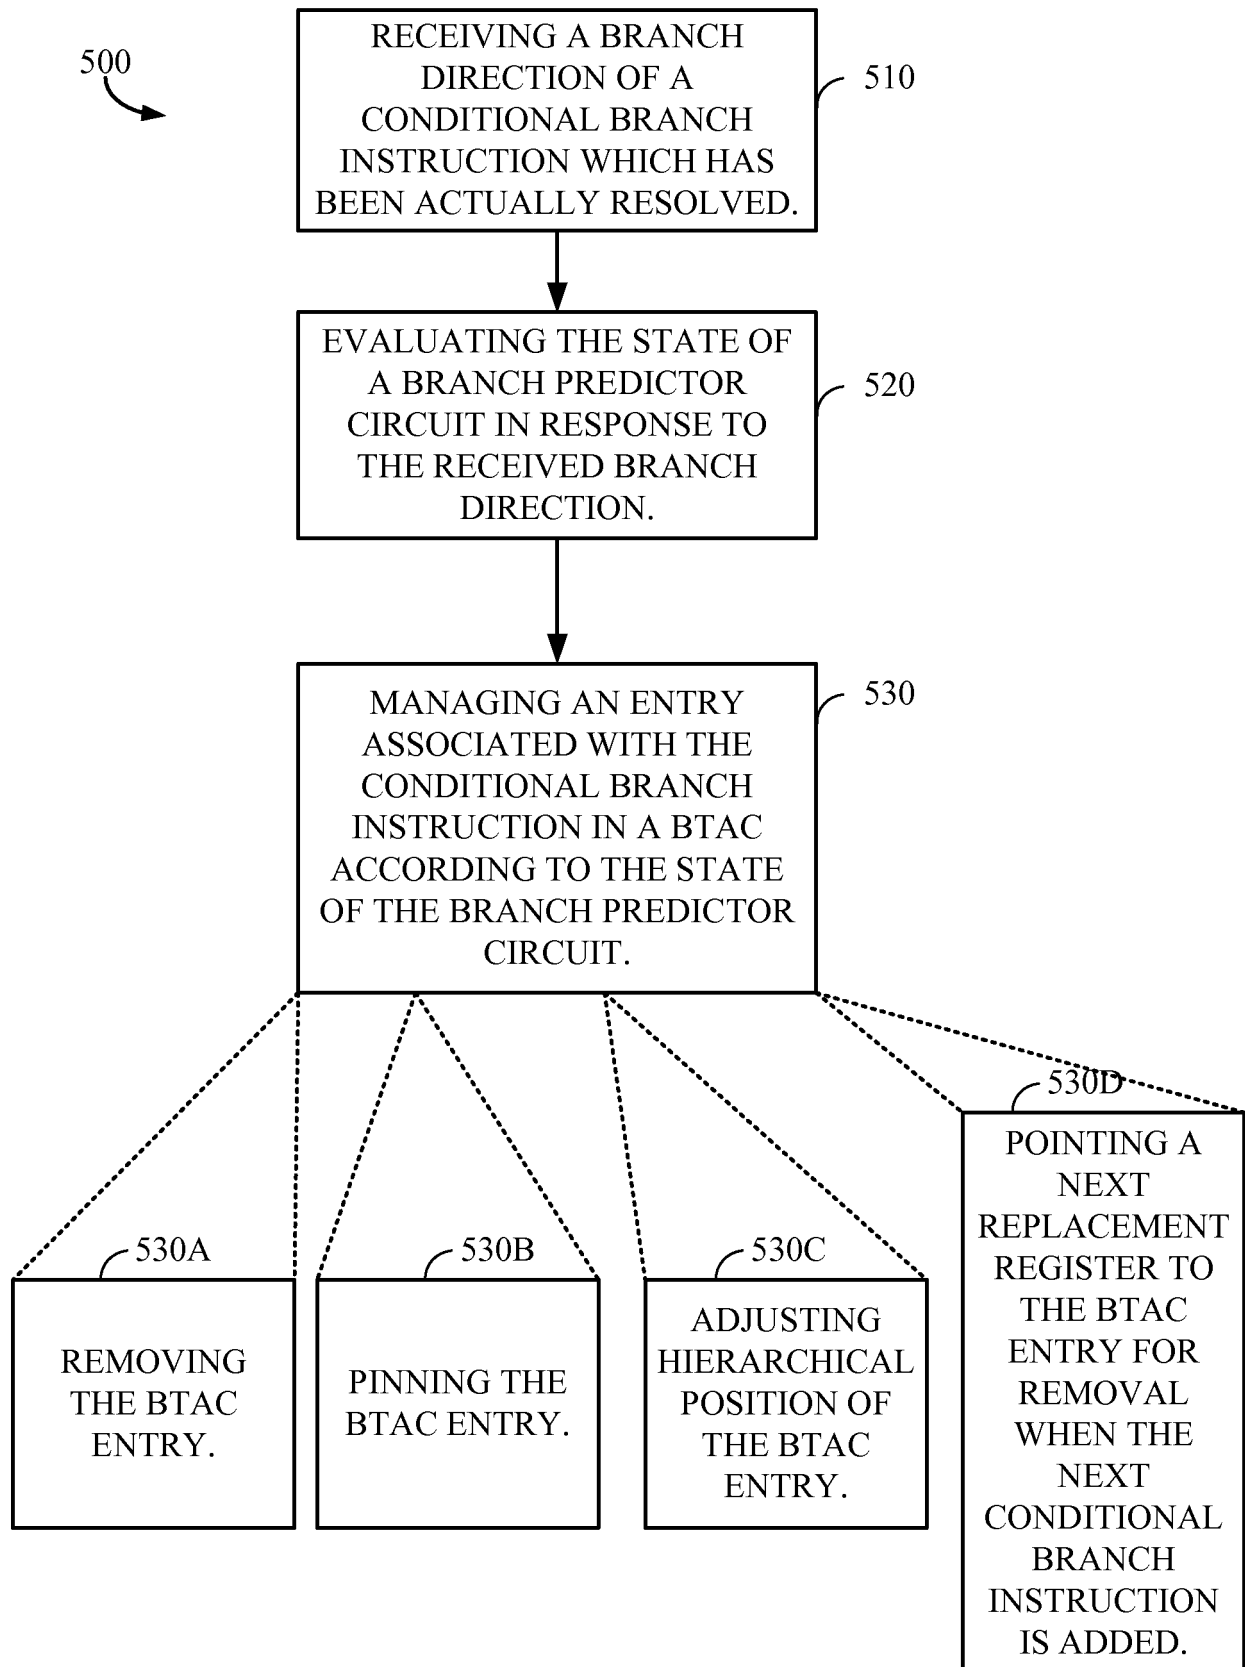 500
RECEIVING A BRANCH
DIRECTION OF A
CONDITIONAL BRANCH
INSTRUCTION WHICH HAS
BEEN ACTUALLY RESOLVED.
510
EVALUATING THE STATE OF
A BRANCH PREDICTOR
CIRCUIT IN RESPONSE TO
THE RECEIVED BRANCH
DIRECTION.
520
MANAGING AN ENTRY
ASSOCIATED WITH THE
CONDITIONAL BRANCH
INSTRUCTION IN A BTAC
ACCORDING TO THE STATE
OF THE BRANCH PREDICTOR
CIRCUIT.
530
530A
REMOVING
THE BTAC
ENTRY.
530B
PINNING THE
BTAC ENTRY.
530C
ADJUSTING
HIERARCHICAL
POSITION OF
THE BTAC
ENTRY.
530D
POINTING A
NEXT
REPLACEMENT
REGISTER TO
THE BTAC
ENTRY FOR
REMOVAL
WHEN THE
NEXT
CONDITIONAL
BRANCH
INSTRUCTION
IS ADDED.